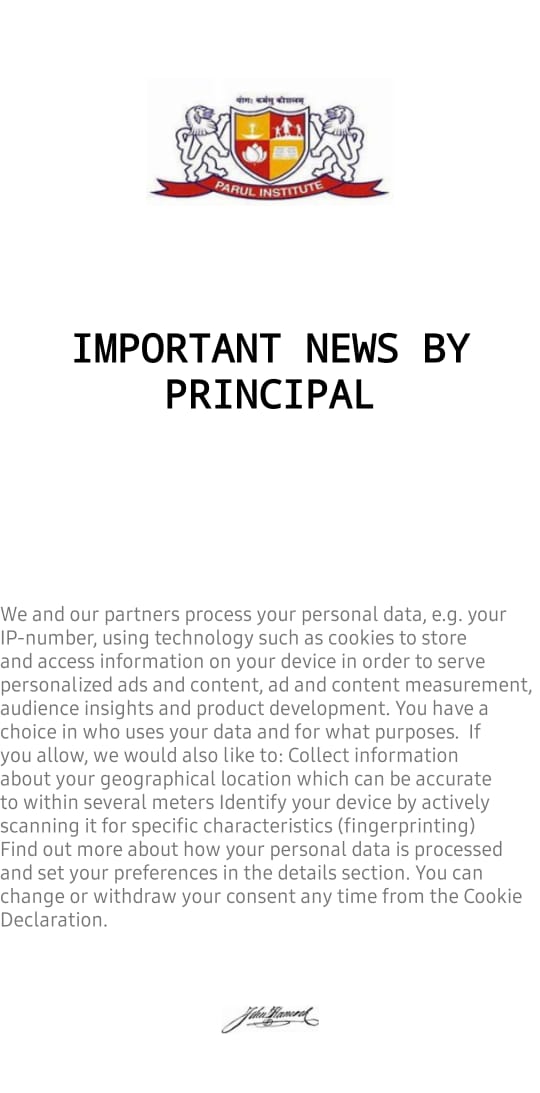 योगः कर्मसु कौशलम्
PARUL INSTITUTE
IMPORTANT NEWS BY
PRINCIPAL
We and our partners process your personal data, e.g. your
IP-number, using technology such as cookies to store
and access information on your device in order to serve
personalized ads and content, ad and content measurement,
audience insights and product development. You have a
choice in who uses your data and for what purposes.  If
you allow, we would also like to: Collect information
about your geographical location which can be accurate
to within several meters Identify your device by actively
scanning it for specific characteristics (fingerprinting)
Find out more about how your personal data is processed
and set your preferences in the details section. You can
change or withdraw your consent any time from the Cookie
Declaration.
John Hancock